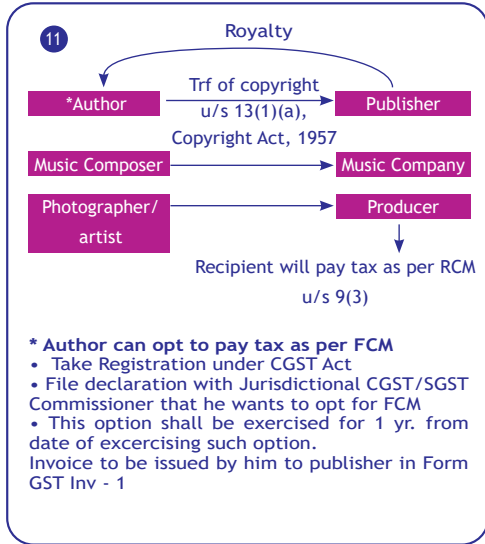 11
Royalty
*Author
Trf of copyright
u/s 13(1)(a),
Copyright Act, 1957
Publisher
Music Composer
Music Company
Photographer/
artist
Producer
Recipient will pay tax as per RCM
u/s 9(3)
* Author can opt to pay tax as per FCM
• Take Registration under CGST Act
• File declaration with Jurisdictional CGST/SGST
Commissioner that he wants to opt for FCM
• This option shall be exercised for 1 yr. from
date of excercising such option.
Invoice to be issued by him to publisher in Form
GST Inv - 1